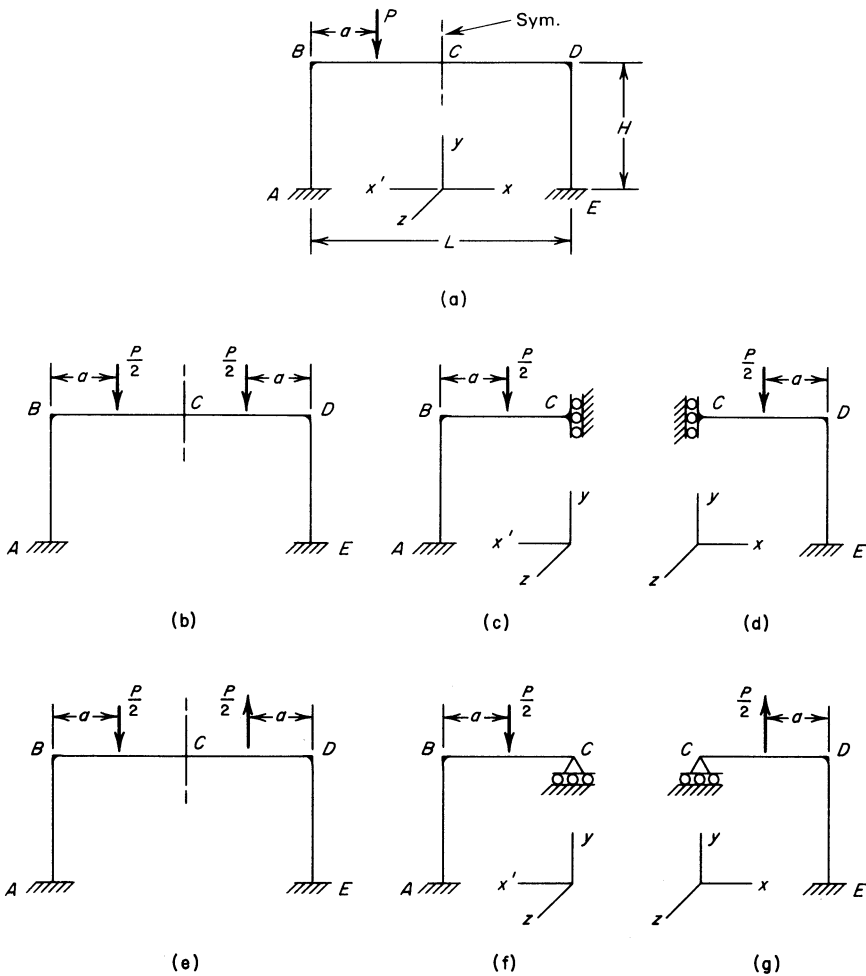 P
Sym.
a
B C D
H
y
A x' x E
z
L
(a)
P/2 P/2
a a
B C D
A E
(b)
P/2
a
B C
y
A x'
z
(c)
P/2
a
C D
y
x E
z
(d)
P/2 P/2
a a
B C D
A E
(e)
P/2
a
B C
y
A x'
z
(f)
P/2
a
C D
y
x E
z
(g)